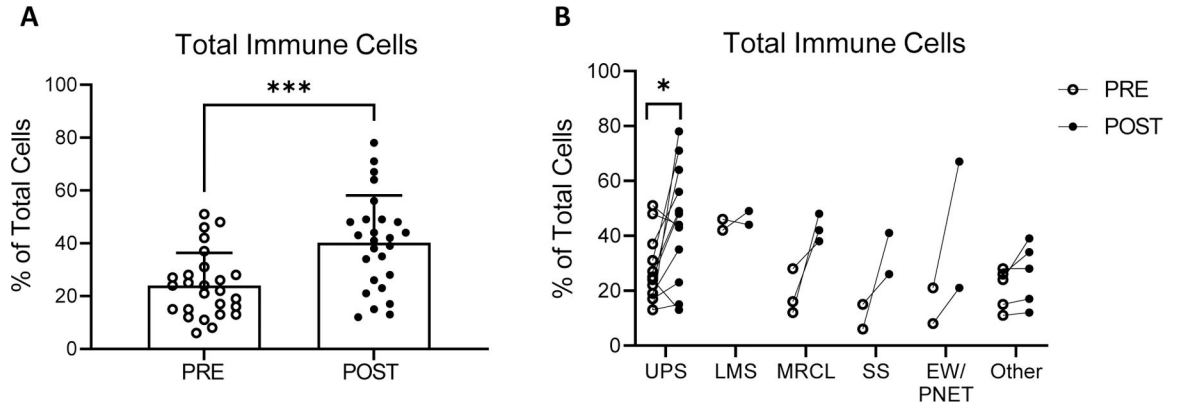 A
Total Immune Cells
% of Total Cells
100
80
60
40
20
0
***
PRE
POST
B
Total Immune Cells
% of Total Cells
100
80
60
40
20
0
*
UPS
LMS
MRCL
SS
EW/
PNET
Other
PRE
POST